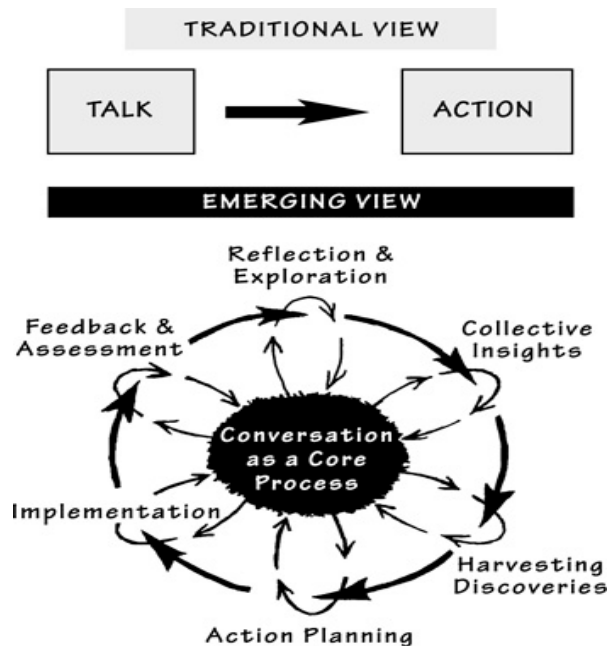 TRADITIONAL VIEW
TALK
ACTION
EMERGING VIEW
Reflection &
Exploration
Feedback &
Assessment
Collective
Insights
Conversation
as a Core
Process
Implementation
Harvesting
Discoveries
Action Planning